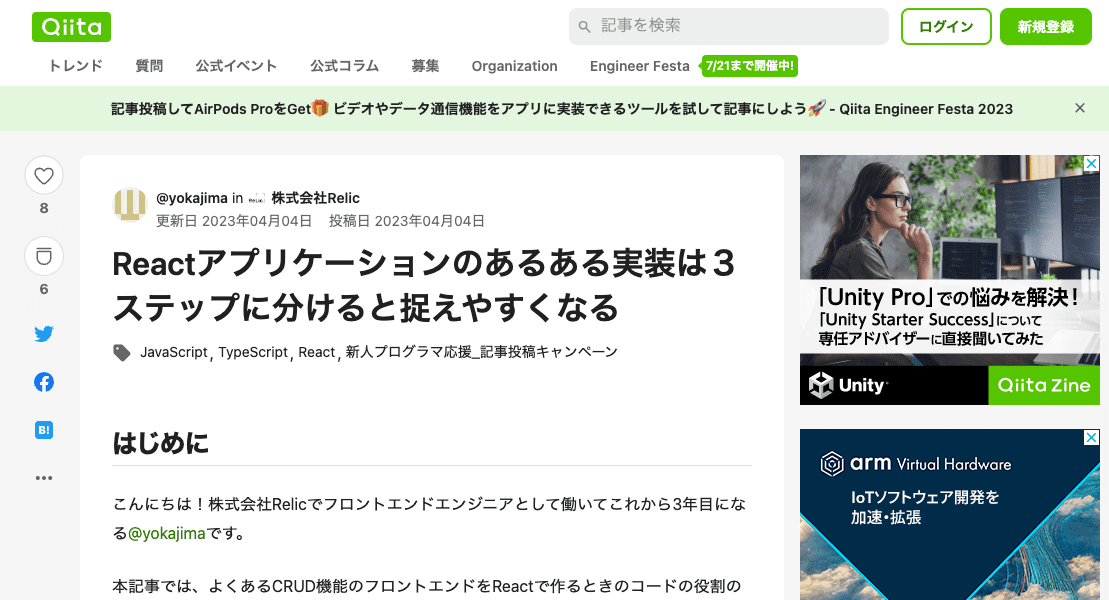 Qiita
記事を検索
ログイン
新規登録
トレンド 質問 公式イベント 公式コラム 募集 Organization Engineer Festa 7/21まで開催中!
記事投稿してAirPods ProをGet🎁 ビデオやデータ通信機能をアプリに実装できるツールを試して記事にしよう🚀 - Qiita Engineer Festa 2023
8
6
B!
@yokajima in Relic 株式会社Relic
更新日 2023年04月04日 投稿日 2023年04月04日
Reactアプリケーションのあるある実装は３
ステップに分けると捉えやすくなる
JavaScript, TypeScript, React, 新人プログラマ応援_記事投稿キャンペーン
はじめに
こんにちは！株式会社Relicでフロントエンドエンジニアとして働いてこれから3年目にな
る@yokajimaです。
本記事では、よくあるCRUD機能のフロントエンドをReactで作るときのコードの役割の
「Unity Pro」での悩みを解決！
「Unity Starter Success」について
専任アドバイザーに直接聞いてみた
Unity
Qiita Zine
arm Virtual Hardware
IoTソフトウェア開発を
加速・拡張